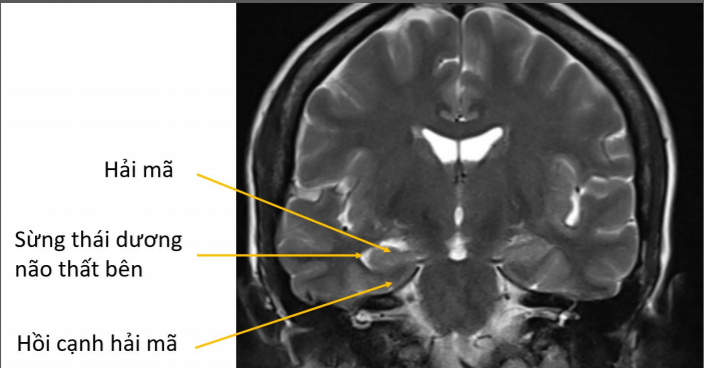 Hải mã
Sừng thái dương
não thất bên
Hồi cạnh hải mã